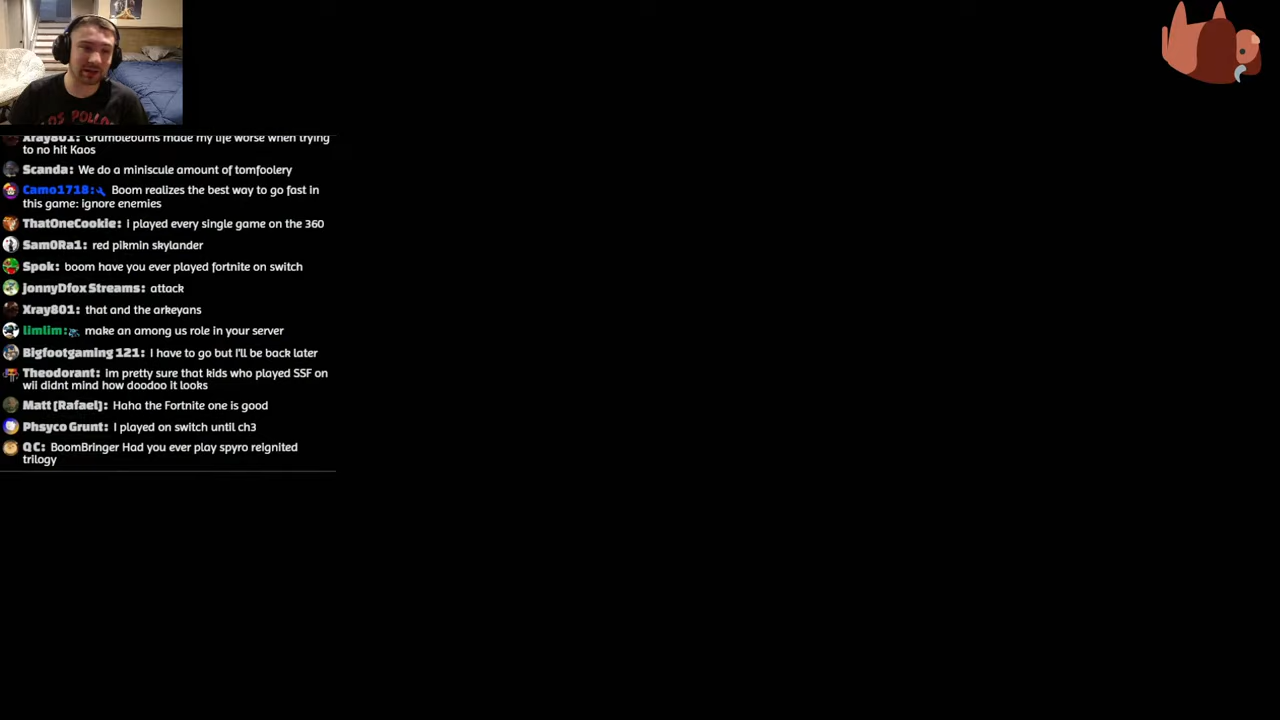 LOS POLLOS
Xray801: Grumblebums made my life worse when trying
to no hit Kaos
Scanda: We do a miniscule amount of tomfoolery
Camo1718: Boom realizes the best way to go fast in
this game: ignore enemies
ThatOneCookie: i played every single game on the 360
Sam0Ra1: red pikmin skylander
Spok: boom have you ever played fortnite on switch
jonnyDfox Streams: attack
Xray801: that and the arkeyans
limlim: make an among us role in your server
Bigfootgaming 121: I have to go but I'll be back later
Theodorant: im pretty sure that kids who played SSF on
wii didnt mind how doodoo it looks
Matt [Rafael]: Haha the Fortnite one is good
Phsyco Grunt: I played on switch until ch3
Q C: BoomBringer Had you ever play spyro reignited
trilogy